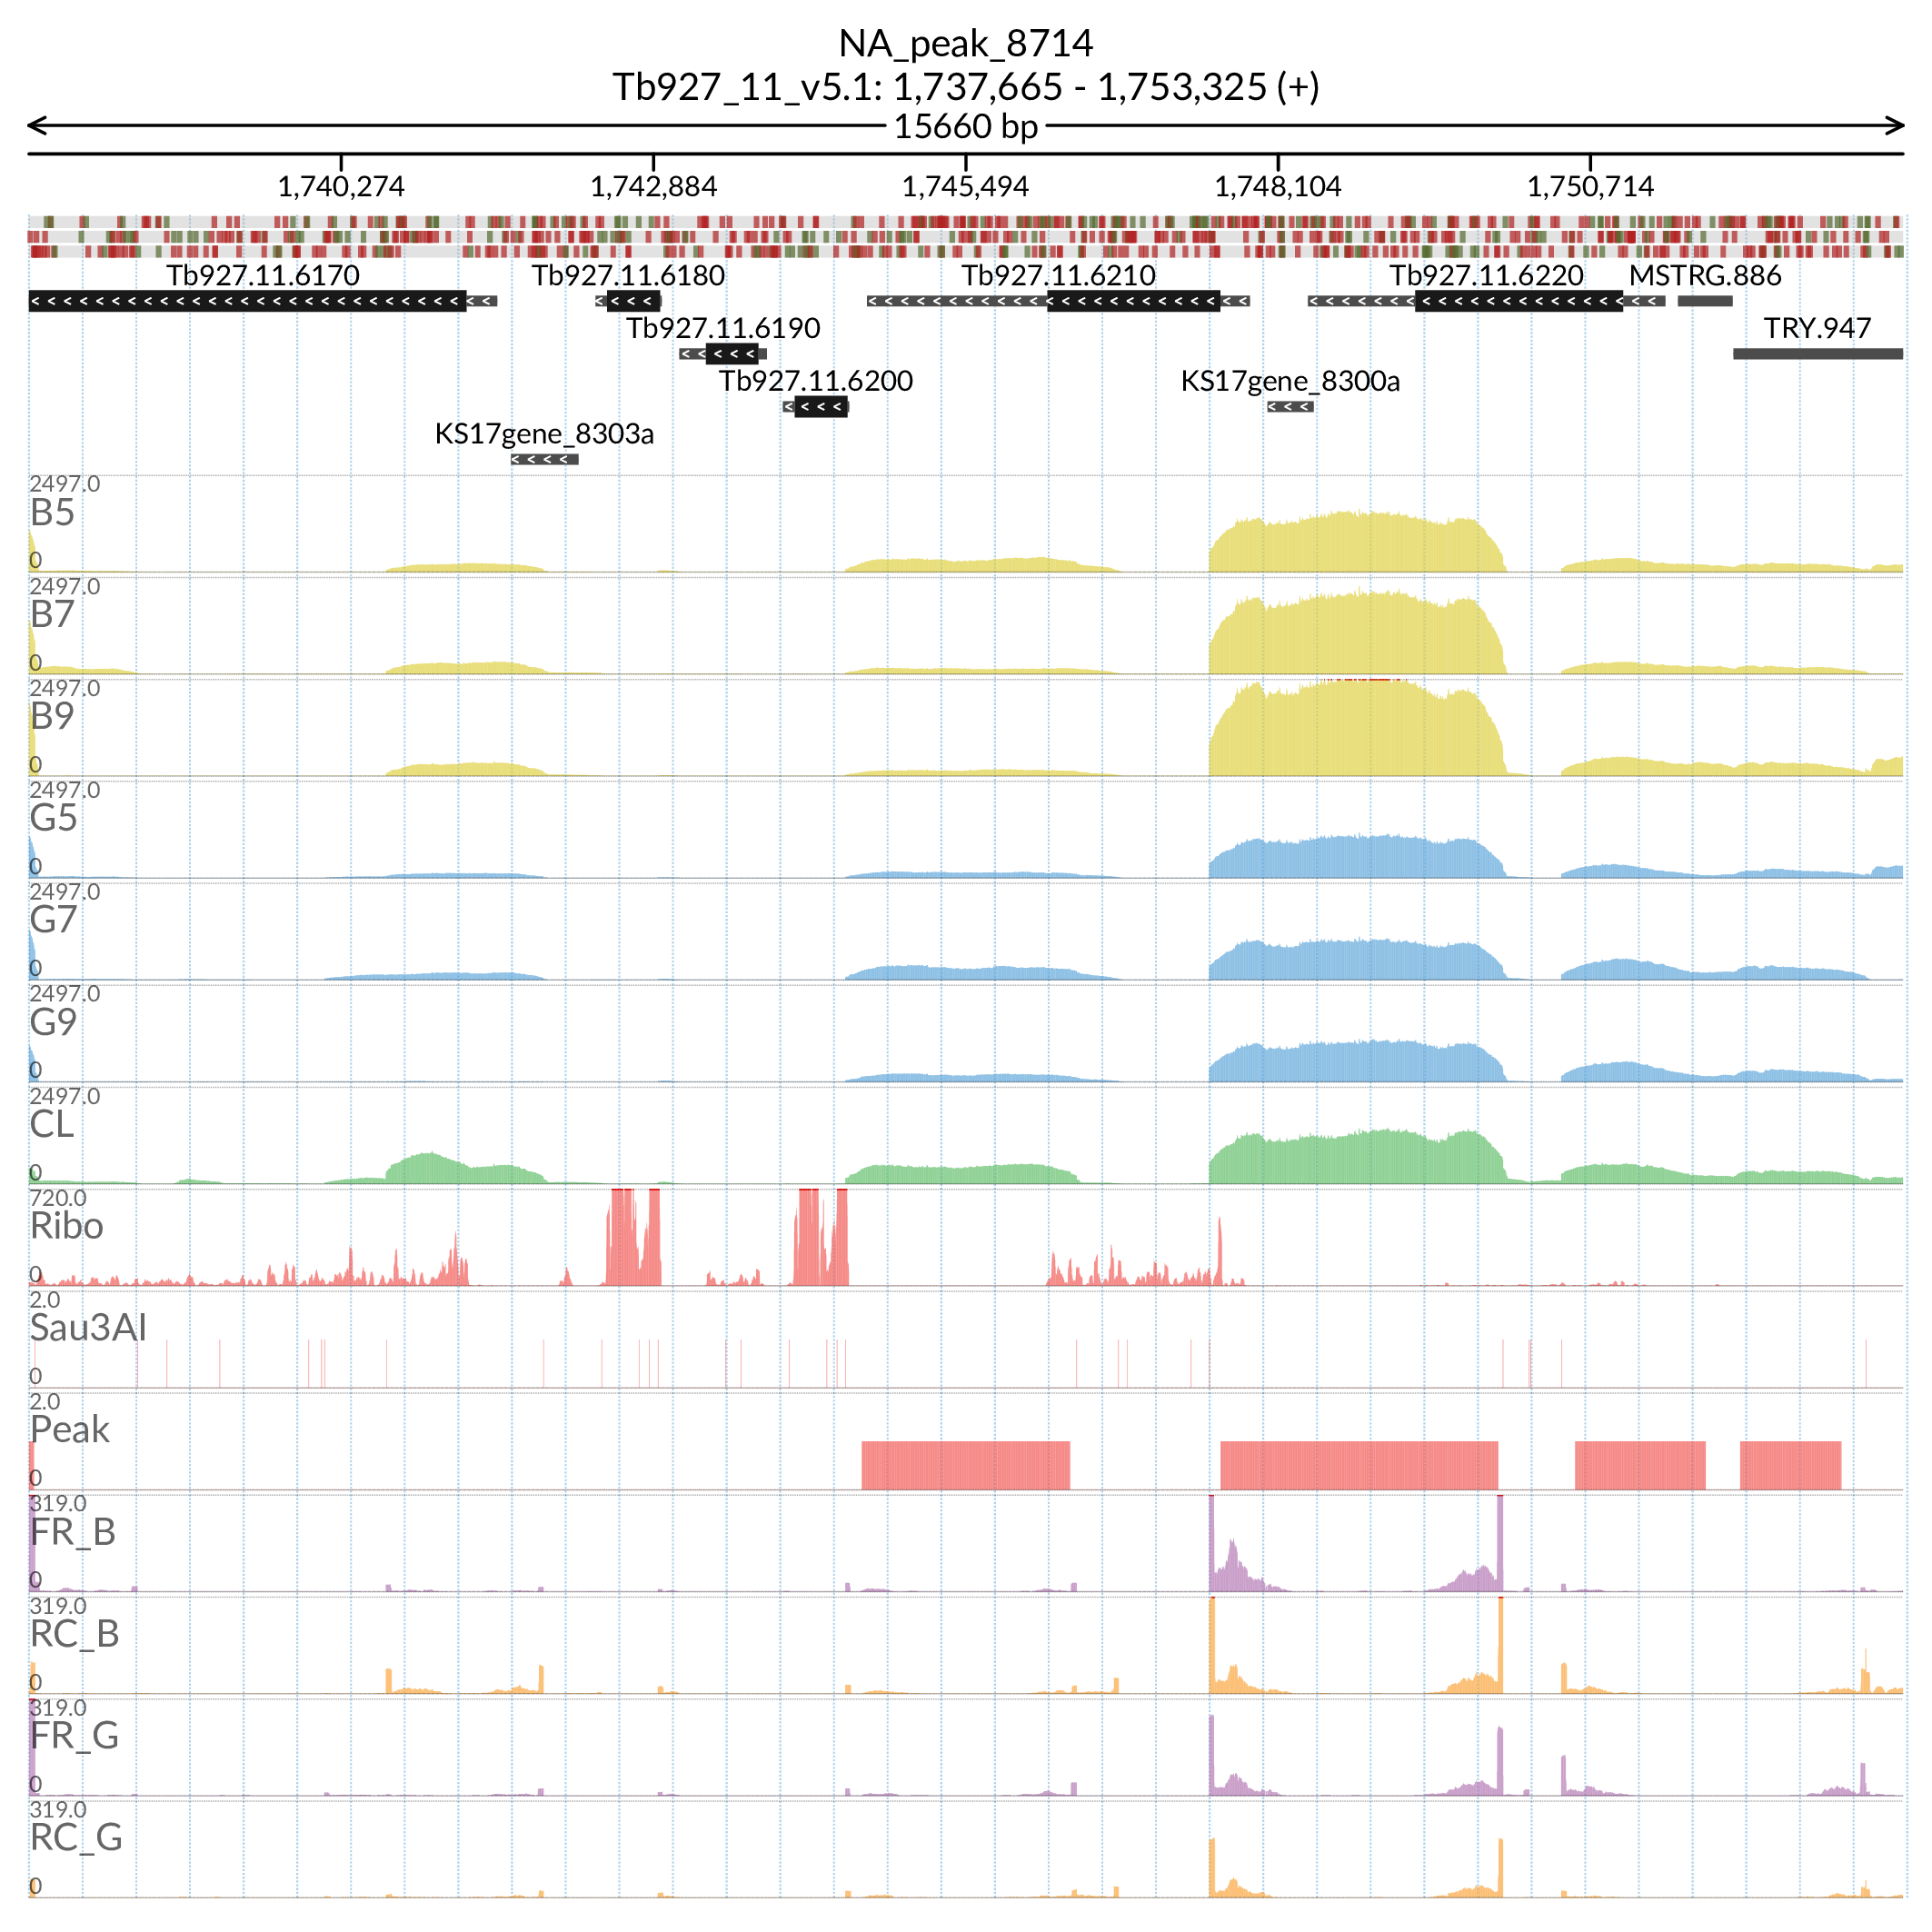 NA_peak_8714
Tb927_11_v5.1: 1,737,665 - 1,753,325 (+)
15660 bp
1,740,274 1,742,884 1,745,494 1,748,104 1,750,714
Tb927.11.6170 Tb927.11.6180 Tb927.11.6210 Tb927.11.6220 MSTRG.886
Tb927.11.6190 TRY.947
Tb927.11.6200 KS17gene_8300a
KS17gene_8303a
2497.0
B5
0
2497.0
B7
0
2497.0
B9
0
2497.0
G5
0
2497.0
G7
0
2497.0
G9
0
2497.0
CL
0
720.0
Ribo
0
2.0
Sau3AI
0
2.0
Peak
0
319.0
FR_B
0
319.0
RC_B
0
319.0
FR_G
0
319.0
RC_G
0